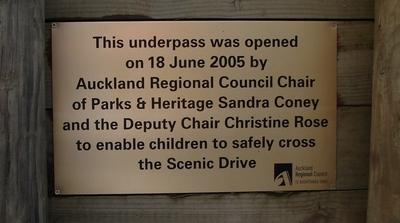 This underpass was opened
on 18 June 2005 by
Auckland Regional Council Chair
of Parks & Heritage Sandra Coney
and the Deputy Chair Christine Rose
to enable children to safely cross
the Scenic Drive
Auckland
Regional Council